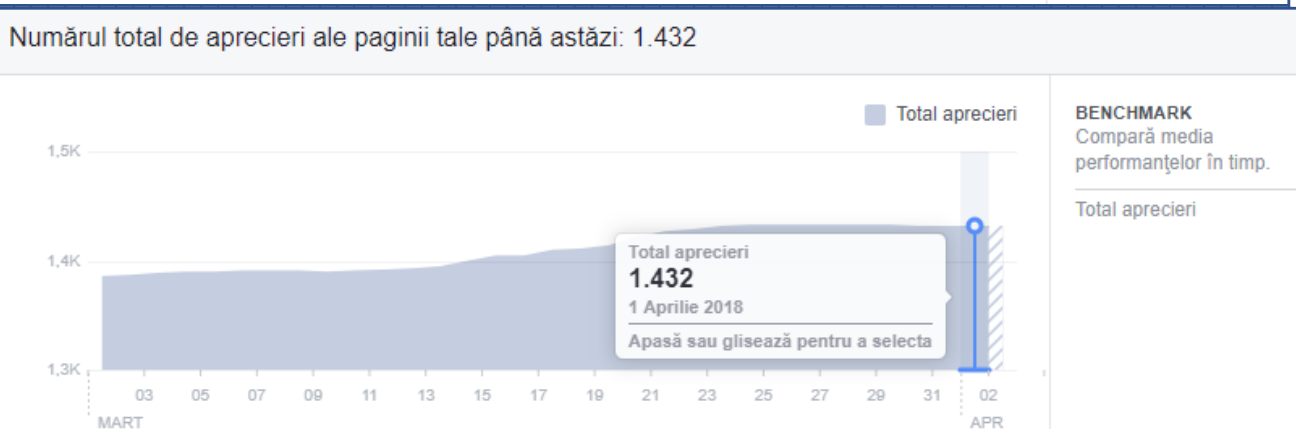 Numărul total de aprecieri ale paginii tale până astăzi: 1.432
Total aprecieri
BENCHMARK
Compară media
performanţelor în timp.
Total aprecieri
1,5K
1,4K
1,3K
Total aprecieri
1.432
1 Aprilie 2018
Apasă sau glisează pentru a selecta
03 05 07 09 11 13 15 17 19 21 23 25 27 29 31 02
MART APR